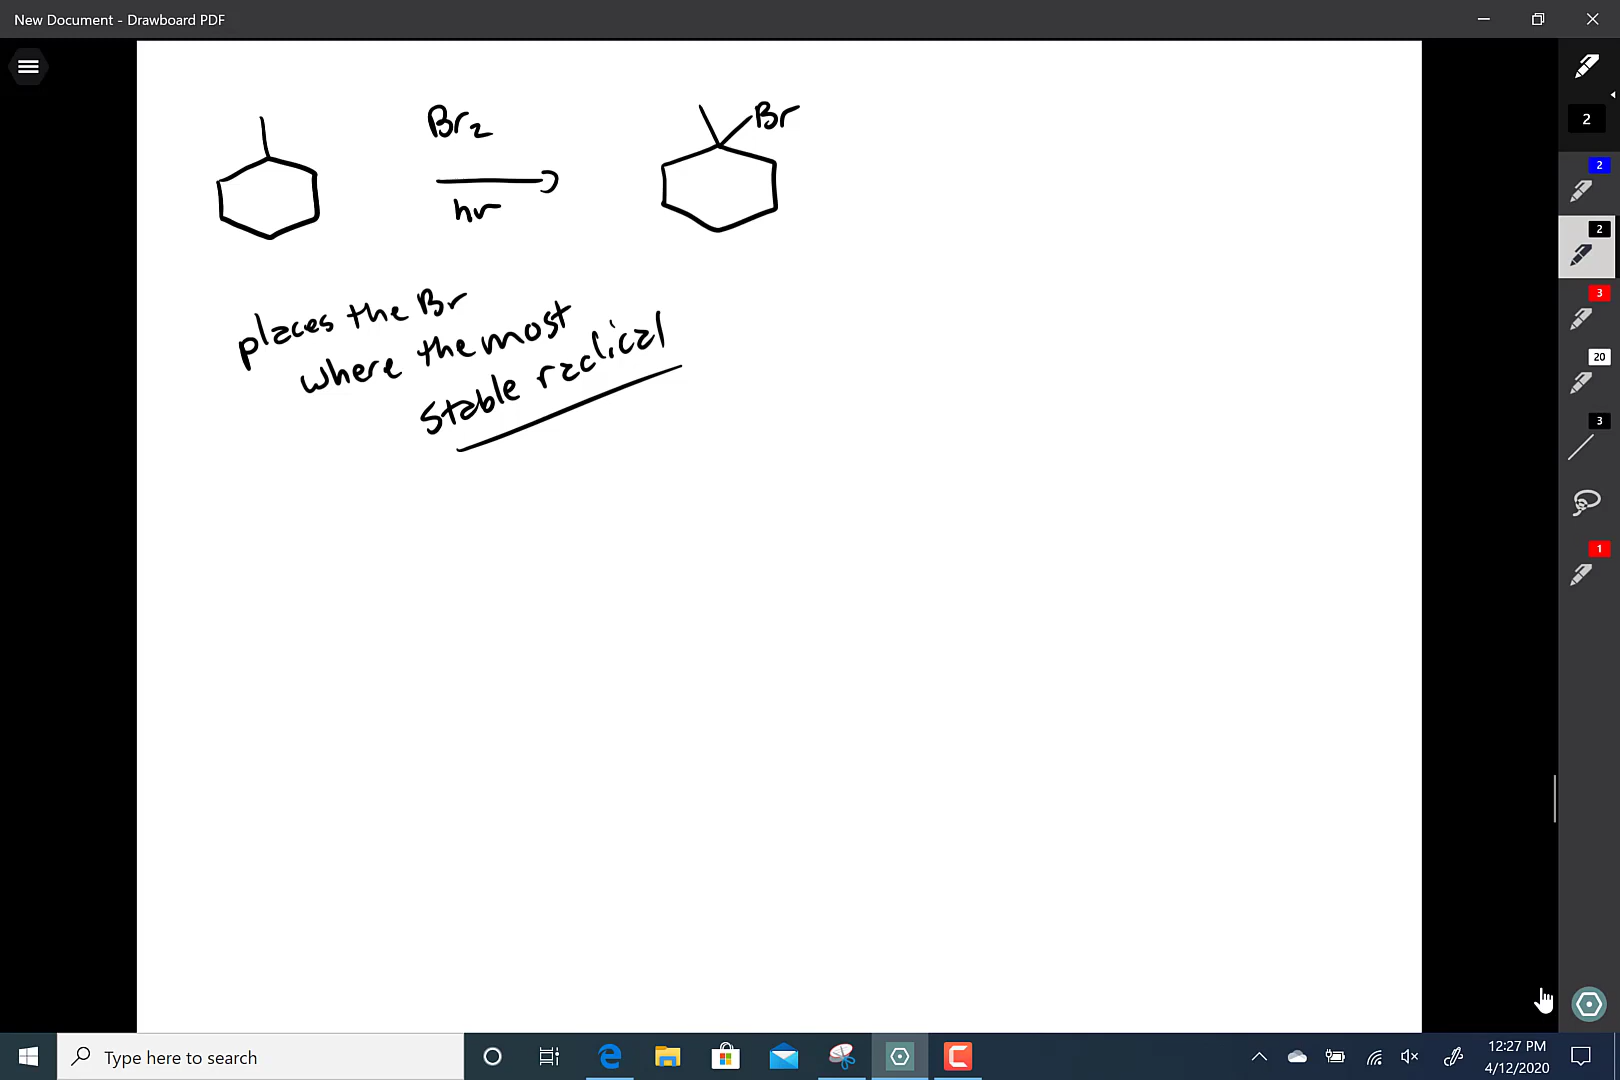 New Document - Drawboard PDF
2
Br₂
hν
Br
places the Br
where the most
stable radical
2
2
3
20
3
1
Type here to search
12:27 PM
4/12/2020